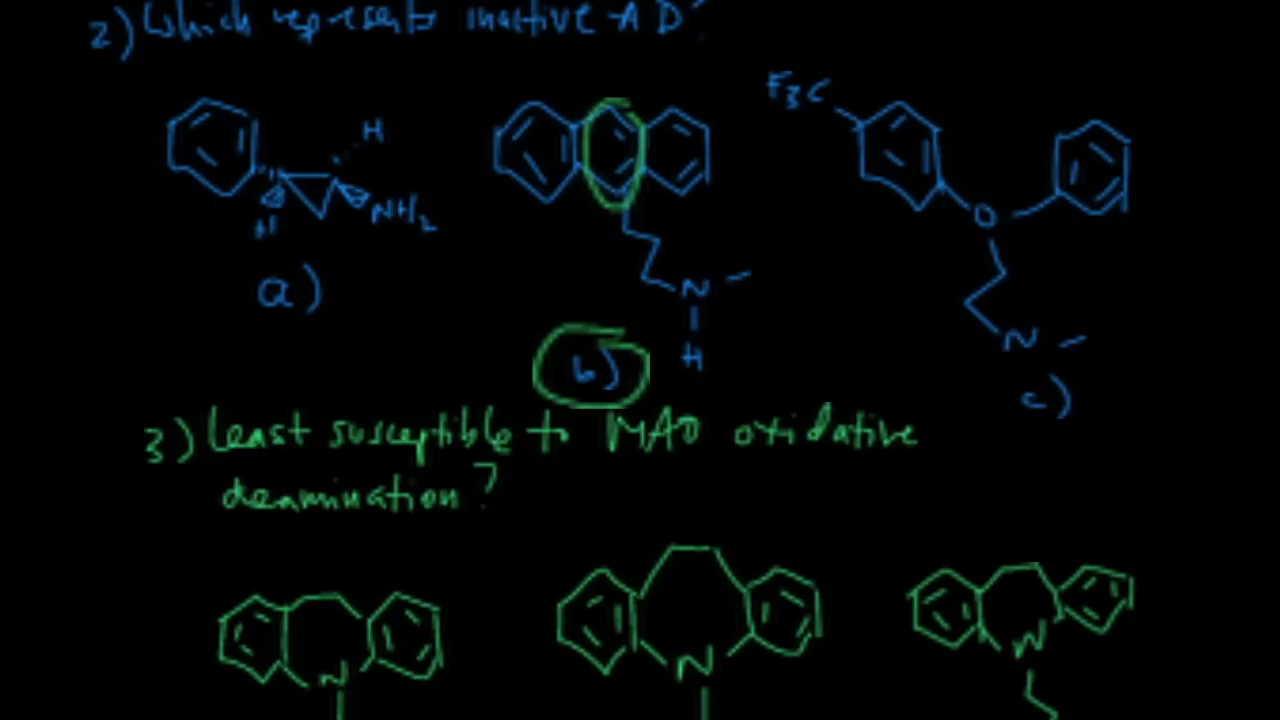 2) Which represents inactive AD?
F₃C
H
H
NH₂
O
a)
N
H
N
b)
c)
3) Least susceptible to MAO oxidative
deamination?
N
N
N